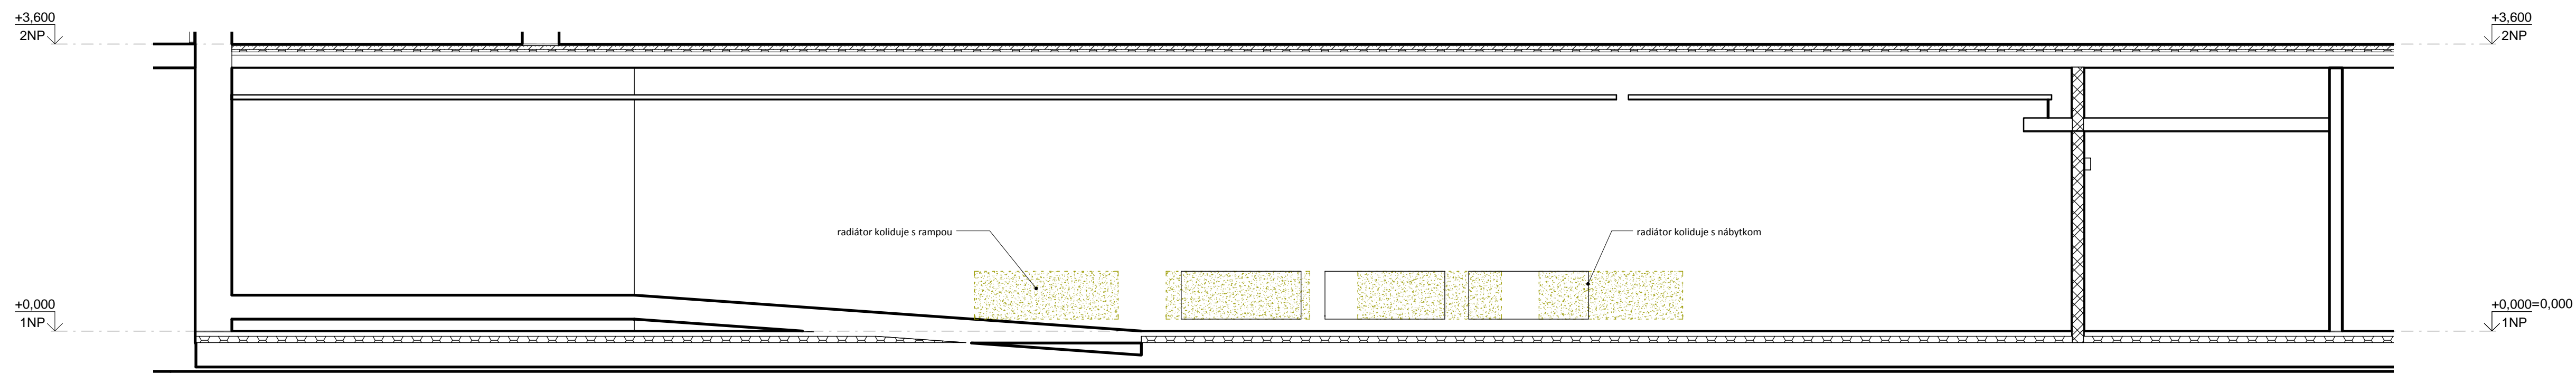 +3,600
2NP
+3,600
2NP
radiátor koliduje s rampou
radiátor koliduje s nábytkom
+0,000
1NP
+0,000=0,000
1NP